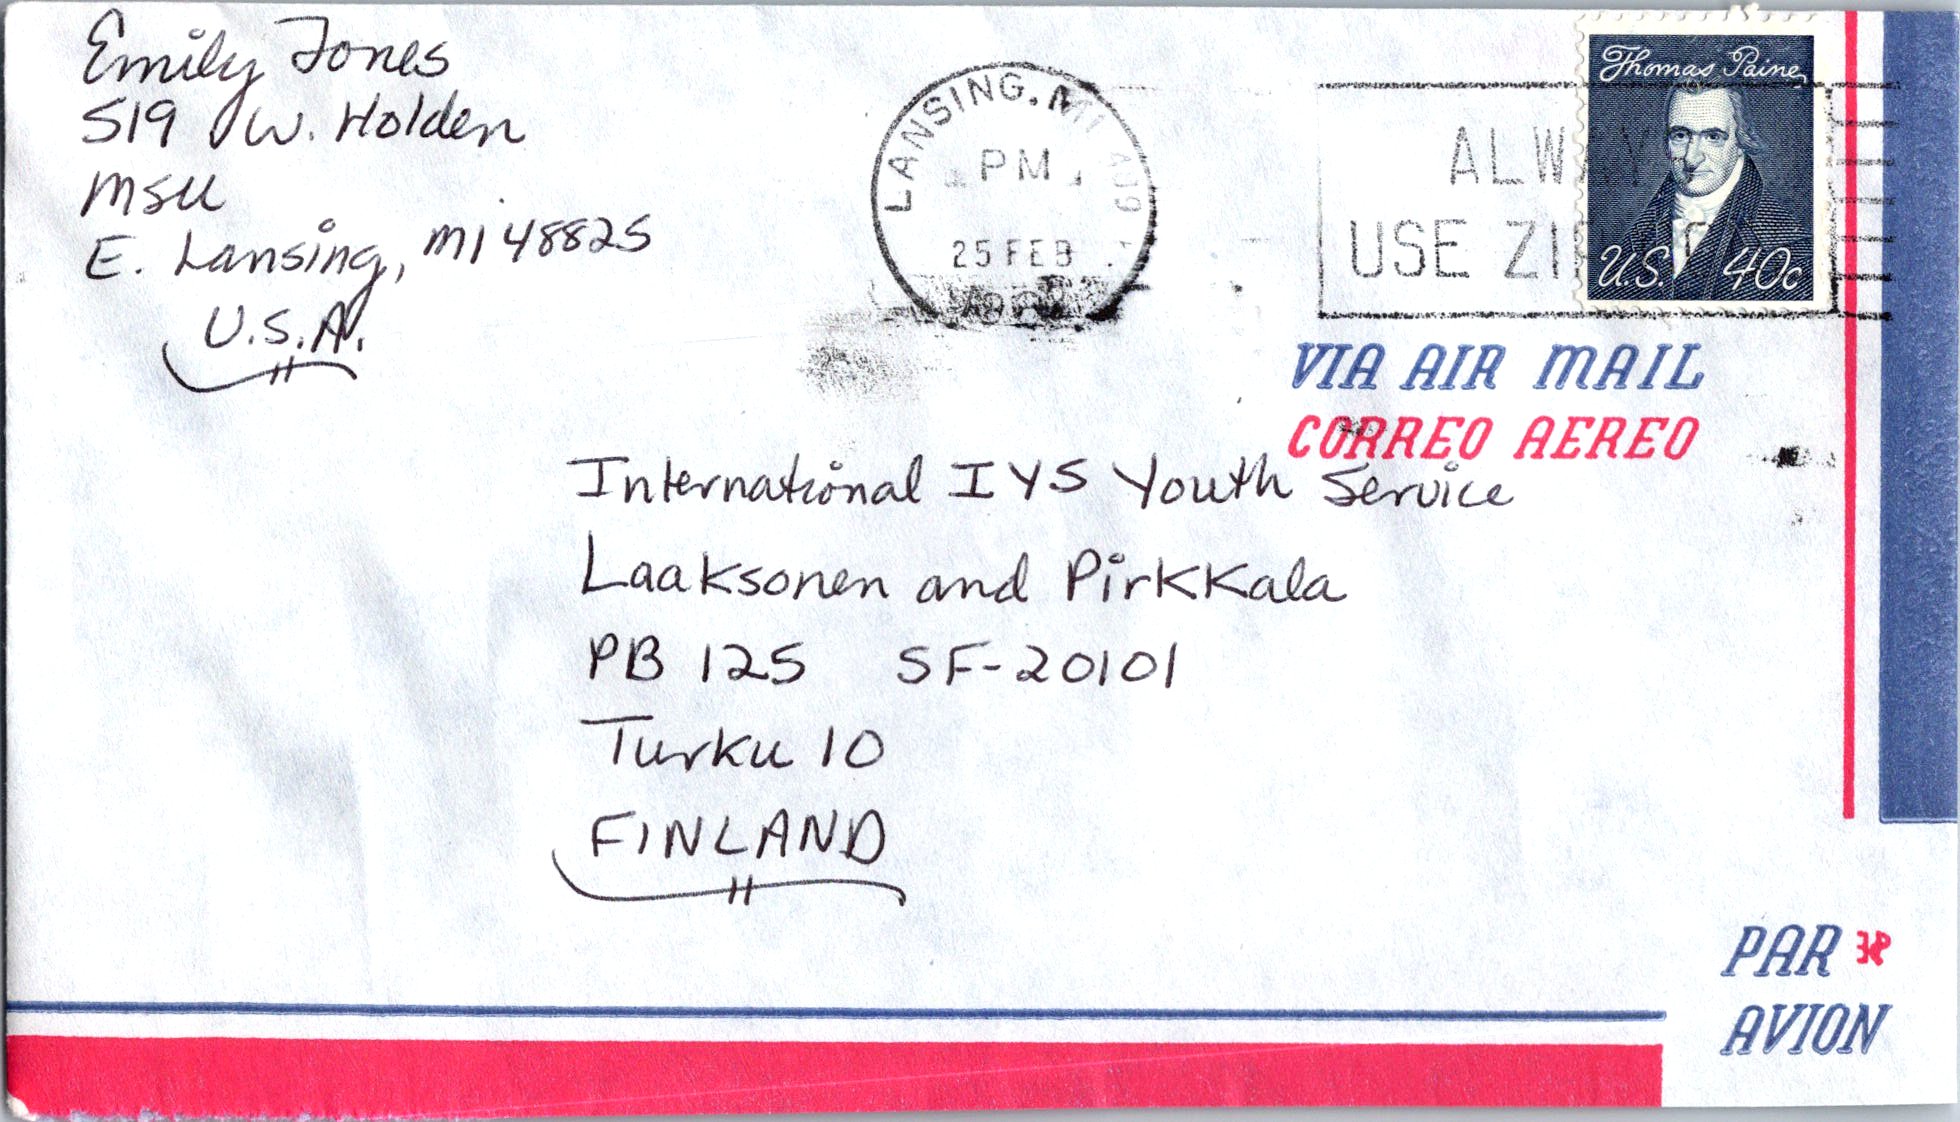 Emily Jones
519 W. Holden
MSU
E. Lansing, MI 48825
U.S.A.
LANSING, MI
PM
25 FEB
ALWAY
USE ZI
Thomas Paine
U.S. 40c
VIA AIR MAIL
CORREO AEREO
International IYS Youth Service
Laaksonen and Pirkkala
PB 125 SF-20101
Turku 10
FINLAND
PAR
AVION